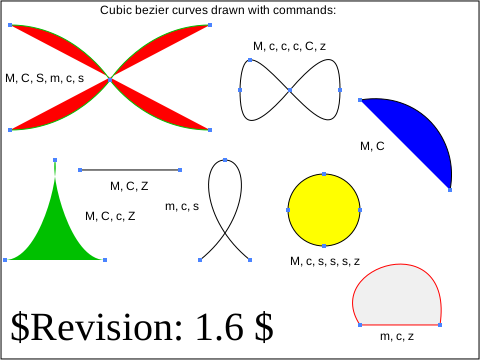 Cubic bezier curves drawn with commands:
M, c, c, c, C, z
M, C, S, m, c, s
M, C
M, C, Z
m, c, s
M, C, c, Z
M, c, s, s, s, z
$Revision: 1.6 $
m, c, z